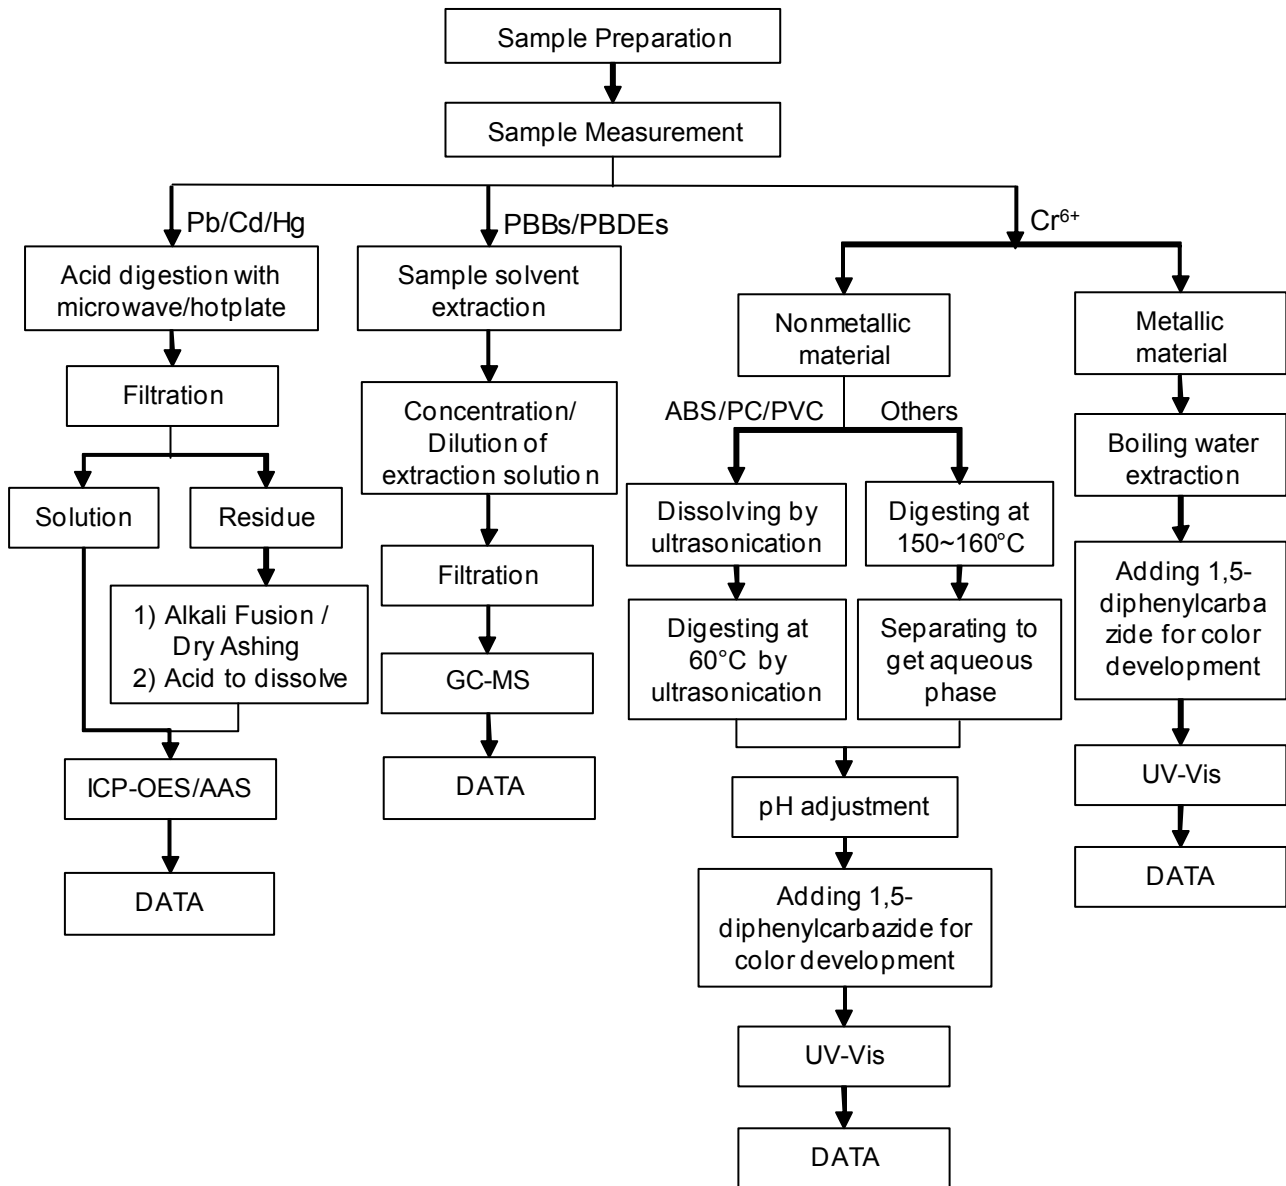 Sample Preparation
Sample Measurement
Pb/Cd/Hg
Acid digestion with
microwave/hotplate
Filtration
Solution
Residue
1) Alkali Fusion /
Dry Ashing
2) Acid to dissolve
ICP-OES/AAS
DATA
PBBs/PBDEs
Sample solvent
extraction
Concentration/
Dilution of
extraction solution
Filtration
GC-MS
DATA
Cr⁶⁺
Nonmetallic
material
ABS/PC/PVC
Dissolving by
ultrasonication
Digesting at
60°C by
ultrasonication
Others
Digesting at
150~160°C
Separating to
get aqueous
phase
pH adjustment
Adding 1,5-
diphenylcarbazide for
color development
UV-Vis
DATA
Metallic
material
Boiling water
extraction
Adding 1,5-
diphenylcarba
zide for color
development
UV-Vis
DATA